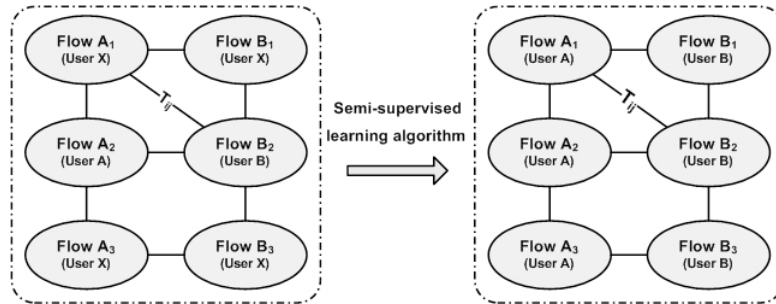 Flow A₁
(User X)
Flow B₁
(User X)
Tij
Flow A₂
(User A)
Flow B₂
(User B)
Flow A₃
(User X)
Flow B₃
(User X)
Semi-supervised
learning algorithm
Flow A₁
(User A)
Flow B₁
(User B)
Tij
Flow A₂
(User A)
Flow B₂
(User B)
Flow A₃
(User A)
Flow B₃
(User B)